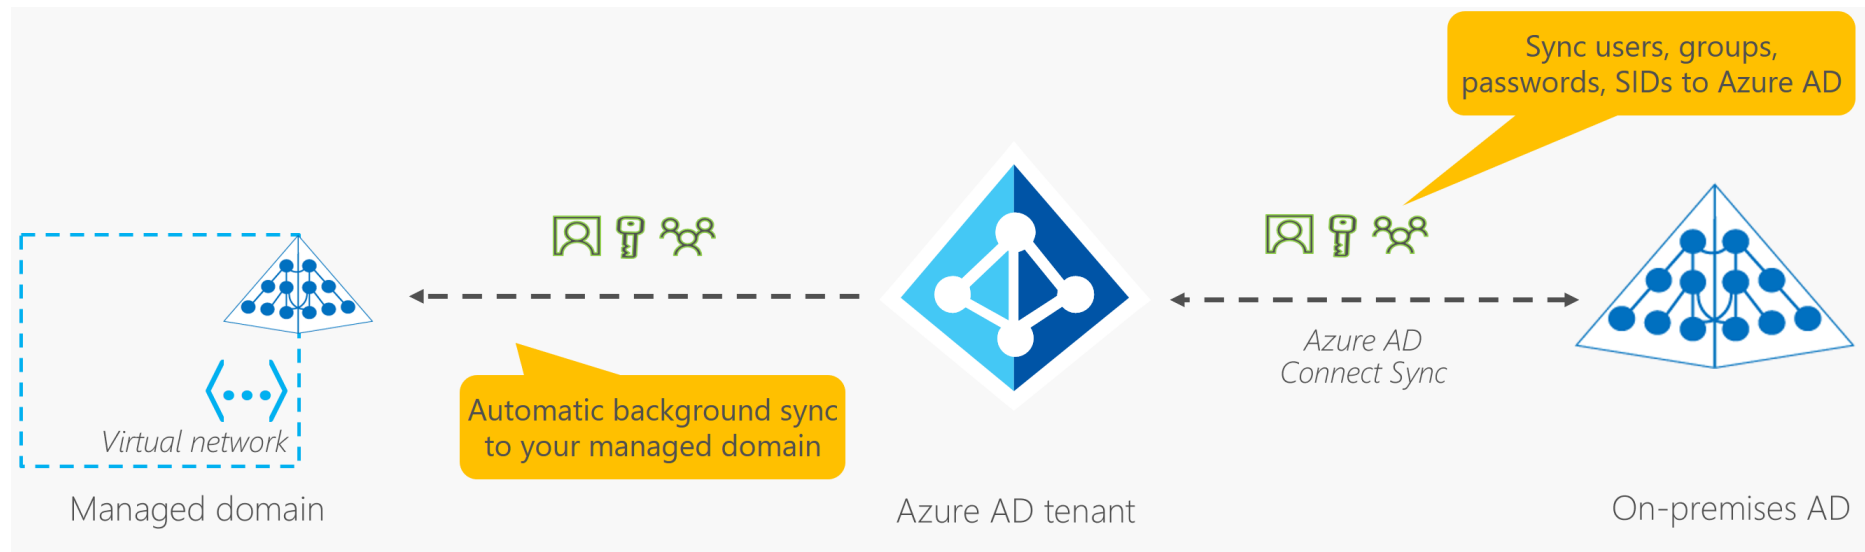 Sync users, groups,
passwords, SIDs to Azure AD
Azure AD
Connect Sync
Automatic background sync
to your managed domain
Virtual network
Managed domain
Azure AD tenant
On-premises AD